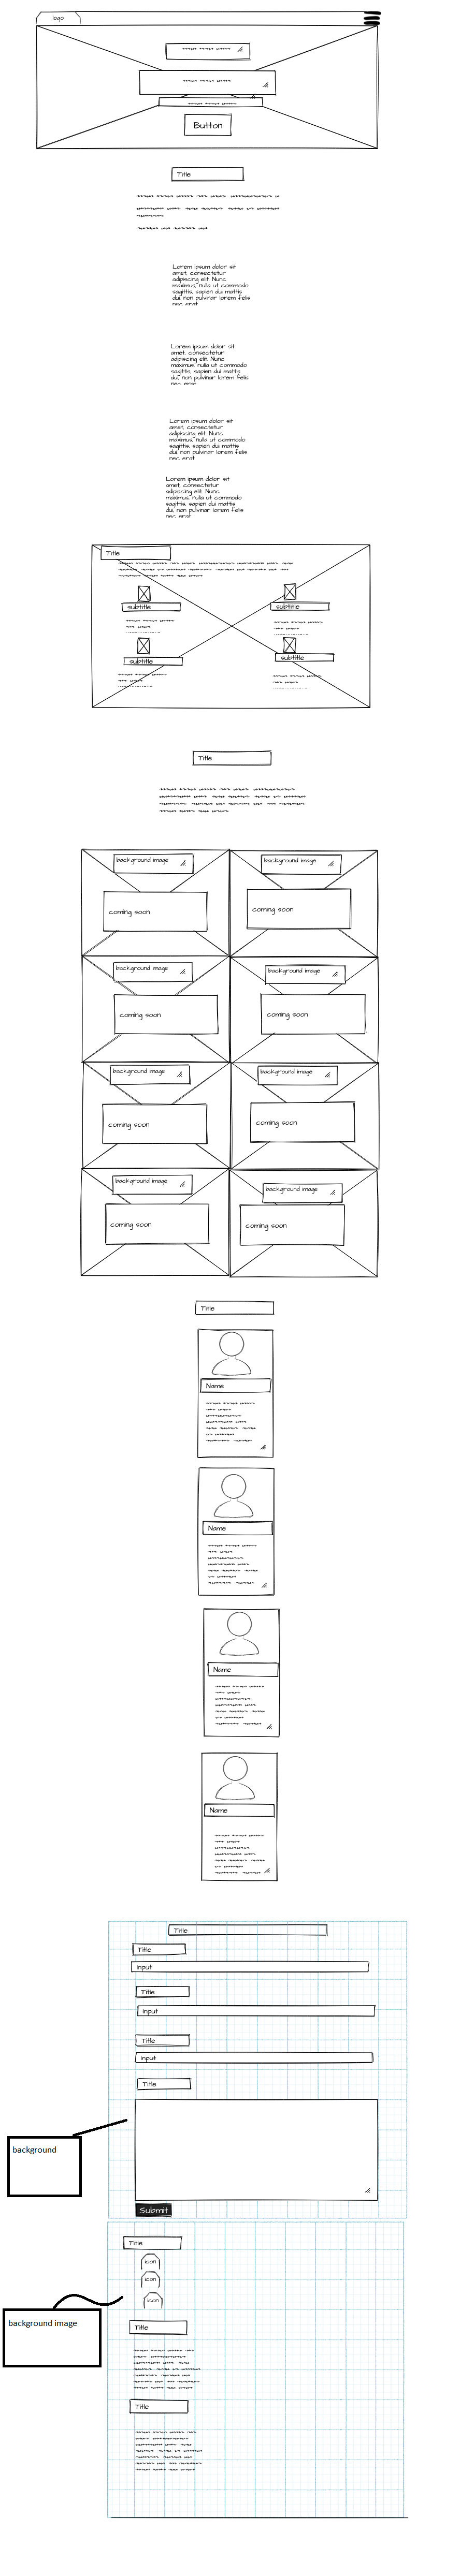 logo
Button
Title
Lorem ipsum dolor sit
amet, consectetur
adipiscing elit. Nunc
maximus, nulla ut commodo
sagittis, sapien dui mattis
dui, non pulvinar lorem felis
nec erat
Lorem ipsum dolor sit
amet, consectetur
adipiscing elit. Nunc
maximus, nulla ut commodo
sagittis, sapien dui mattis
dui, non pulvinar lorem felis
nec erat
Lorem ipsum dolor sit
amet, consectetur
adipiscing elit. Nunc
maximus, nulla ut commodo
sagittis, sapien dui mattis
dui, non pulvinar lorem felis
nec erat
Lorem ipsum dolor sit
amet, consectetur
adipiscing elit. Nunc
maximus, nulla ut commodo
sagittis, sapien dui mattis
dui, non pulvinar lorem felis
nec erat
Title
subtitle
subtitle
subtitle
subtitle
Title
background image
background image
coming soon
coming soon
background image
background image
coming soon
coming soon
background image
background image
coming soon
coming soon
background image
background image
coming soon
coming soon
Title
Name
Name
Name
Name
Title
Title
Input
Title
Input
Title
Input
Title
background
Submit
Title
icon
icon
icon
background image
Title
Title